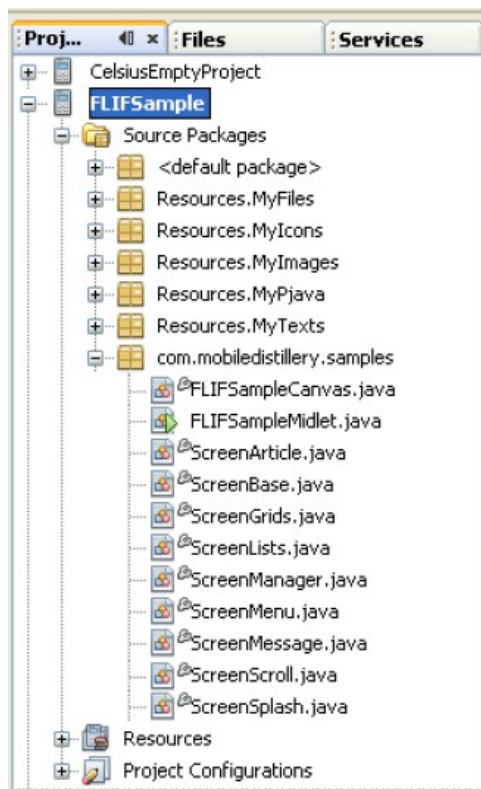 Proj... Files Services
CelsiusEmptyProject
FLIFSample
Source Packages
<default package>
Resources.MyFiles
Resources.MyIcons
Resources.MyImages
Resources.MyPjava
Resources.MyTexts
com.mobiledistillery.samples
FLIFSampleCanvas.java
FLIFSampleMidlet.java
ScreenArticle.java
ScreenBase.java
ScreenGrids.java
ScreenLists.java
ScreenManager.java
ScreenMenu.java
ScreenMessage.java
ScreenScroll.java
ScreenSplash.java
Resources
Project Configurations